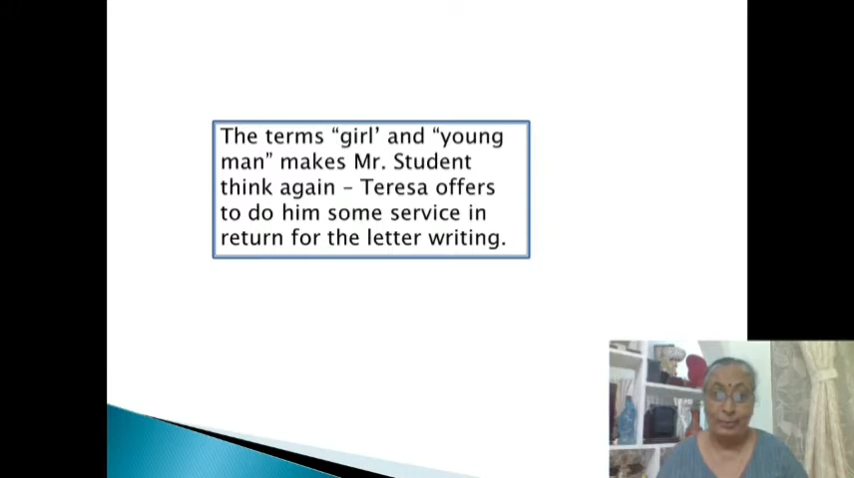 The terms “girl’ and “young
man” makes Mr. Student
think again – Teresa offers
to do him some service in
return for the letter writing.